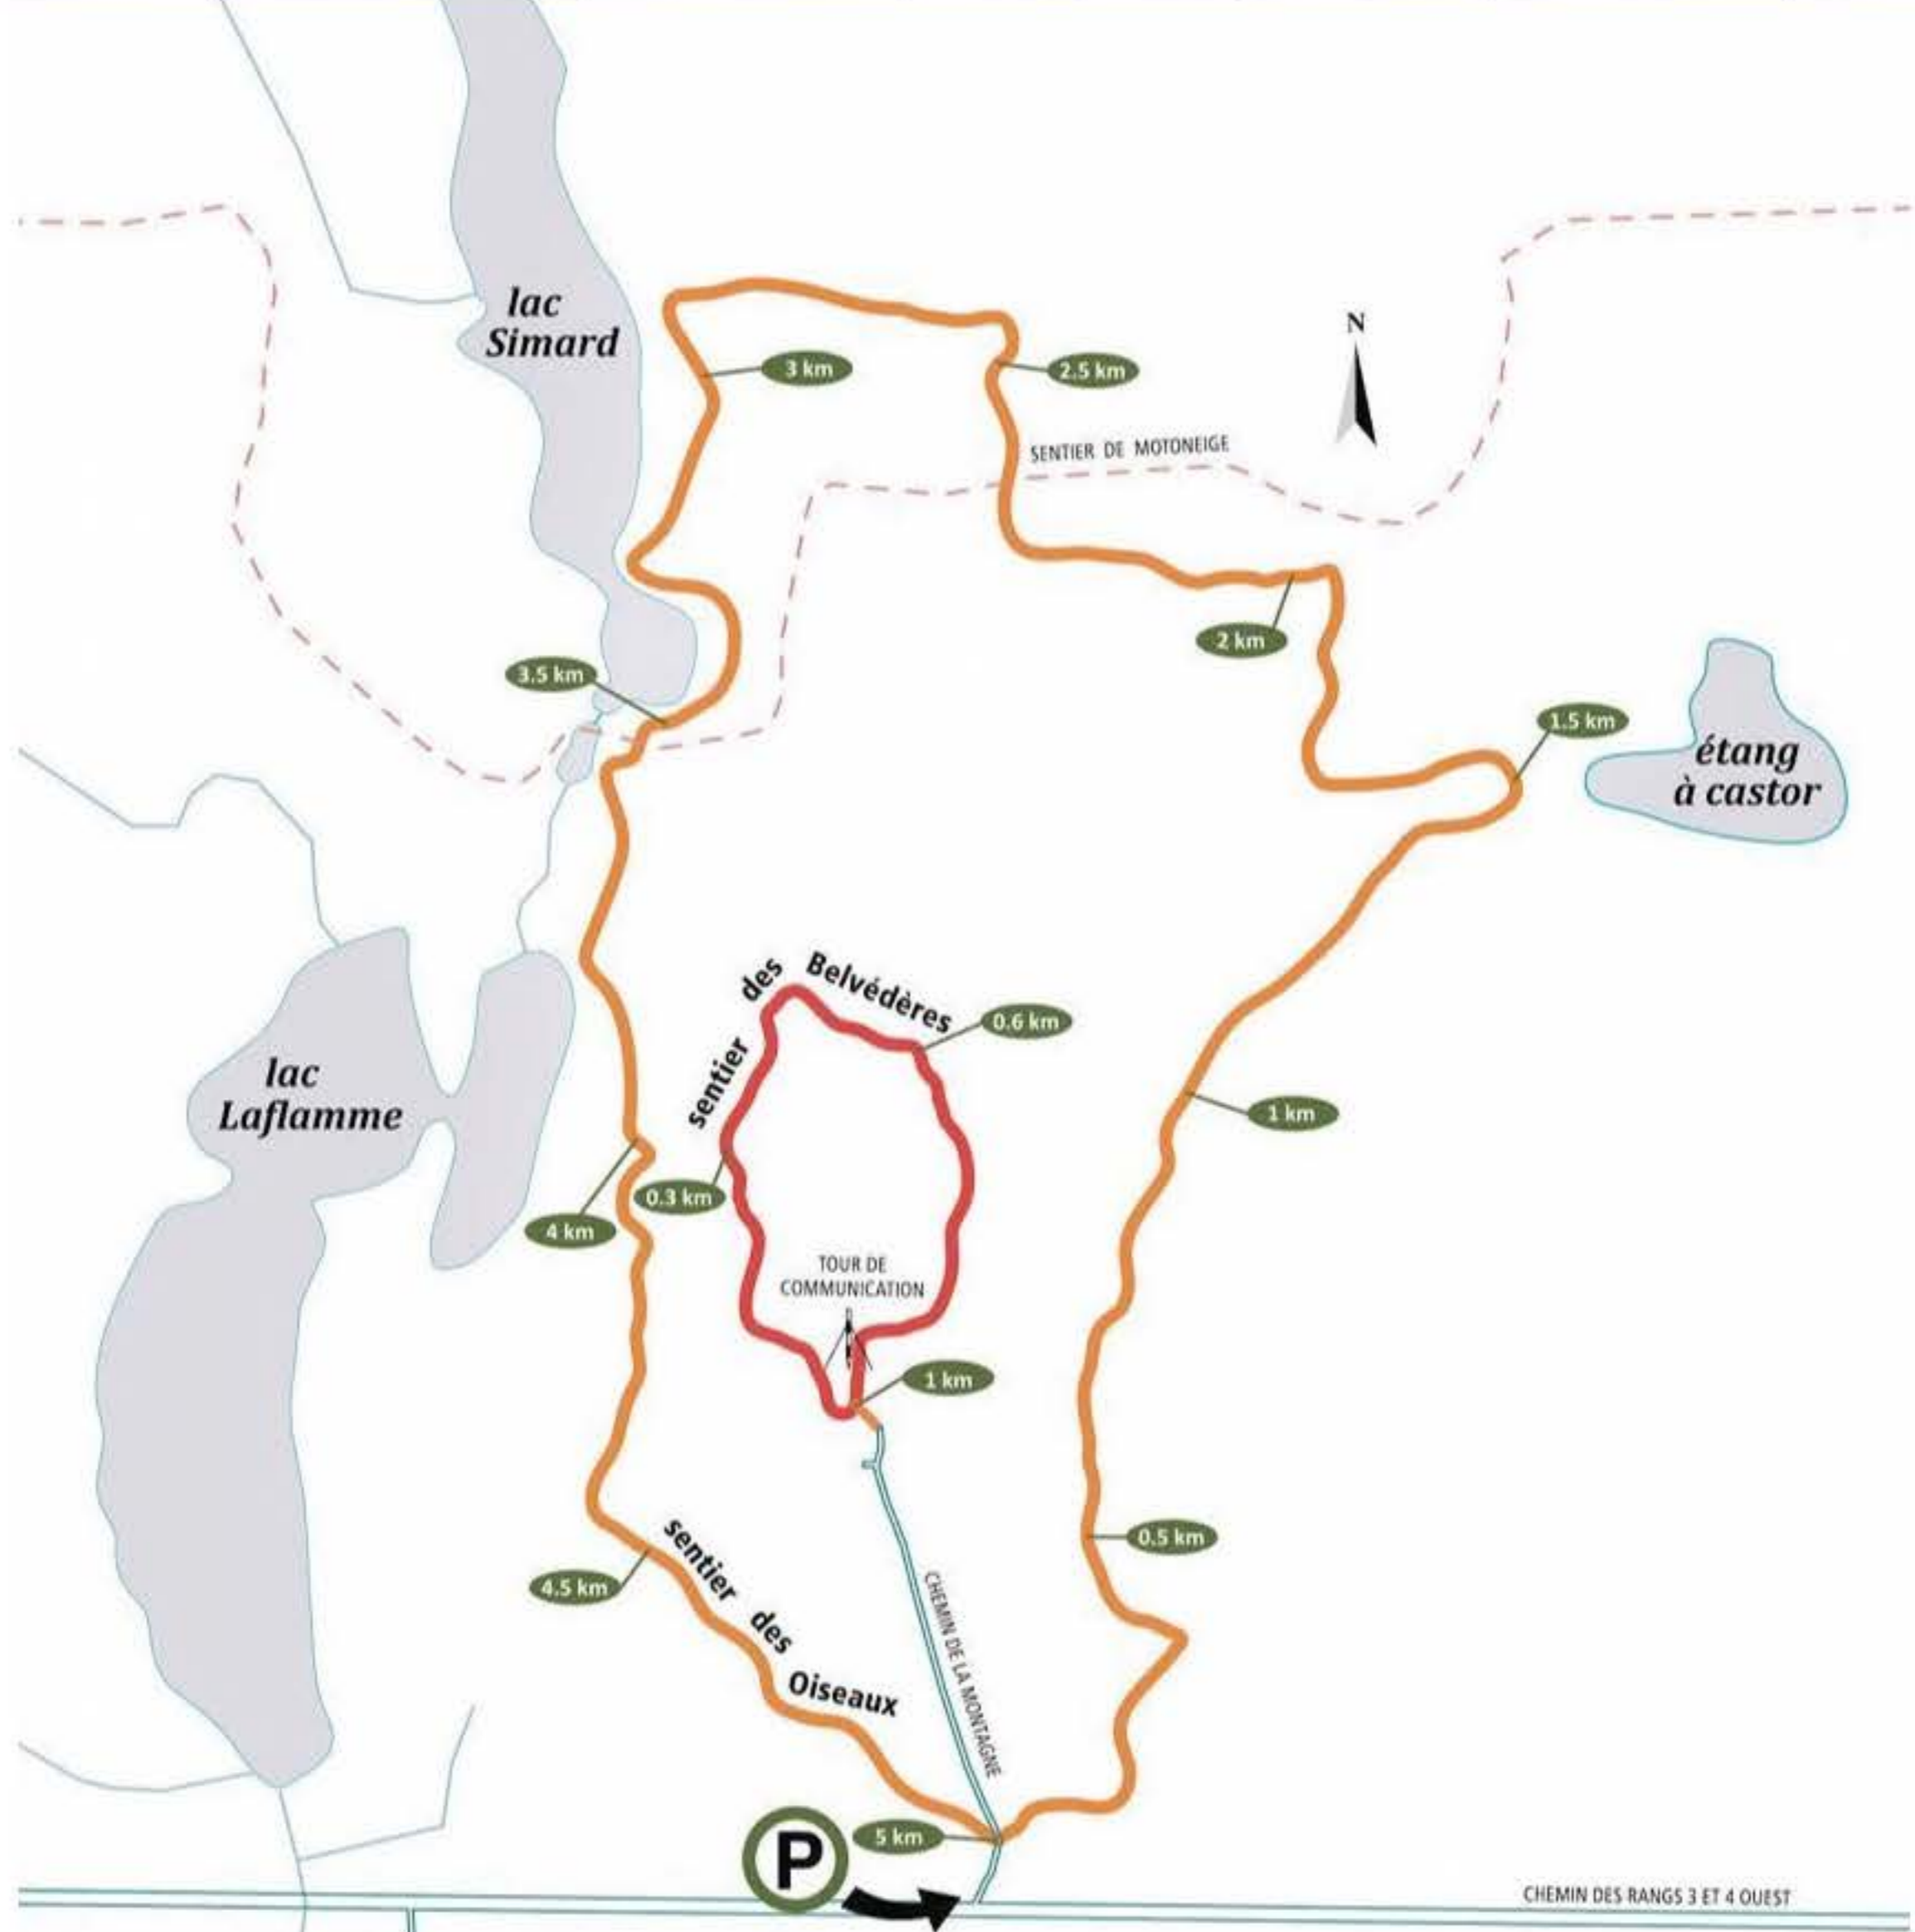 lac
Simard
N
3 km
2.5 km
SENTIER DE MOTONEIGE
2 km
3.5 km
1.5 km
étang
à castor
sentier des Belvédères
0.6 km
lac
Laflamme
1 km
0.3 km
4 km
TOUR DE
COMMUNICATION
1 km
0.5 km
4.5 km
sentier des Oiseaux
CHEMIN DE LA MONTAGNE
P
5 km
CHEMIN DES RANGS 3 ET 4 OUEST